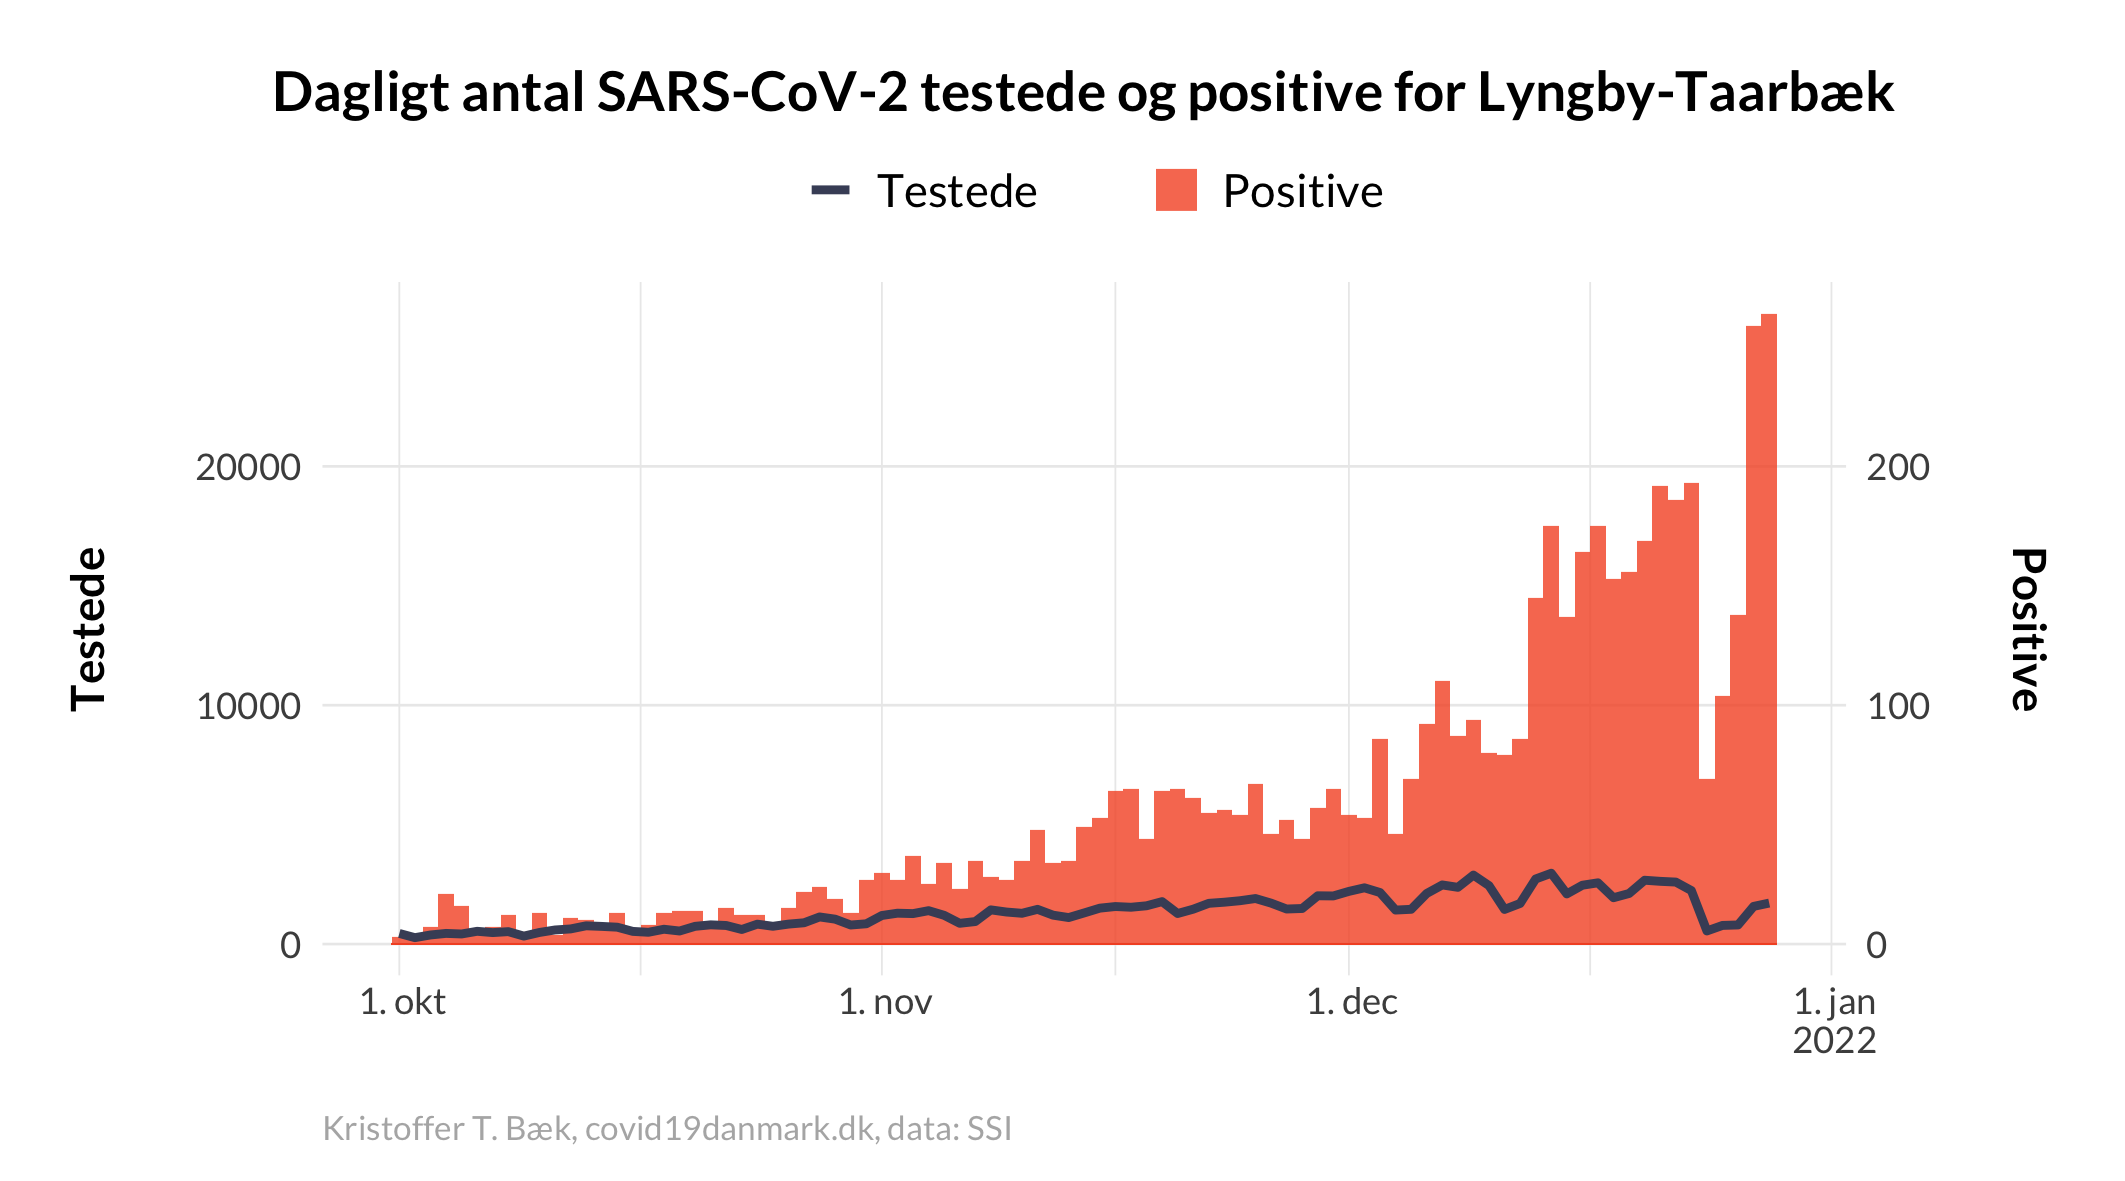 Dagligt antal SARS-CoV-2 testede og positive for Lyngby-Taarbæk
Testede
Positive
20000
10000
0
Testede
200
100
0
Positive
1. okt
1. nov
1. dec
1. jan
2022
Kristoffer T. Bæk, covid19danmark.dk, data: SSI